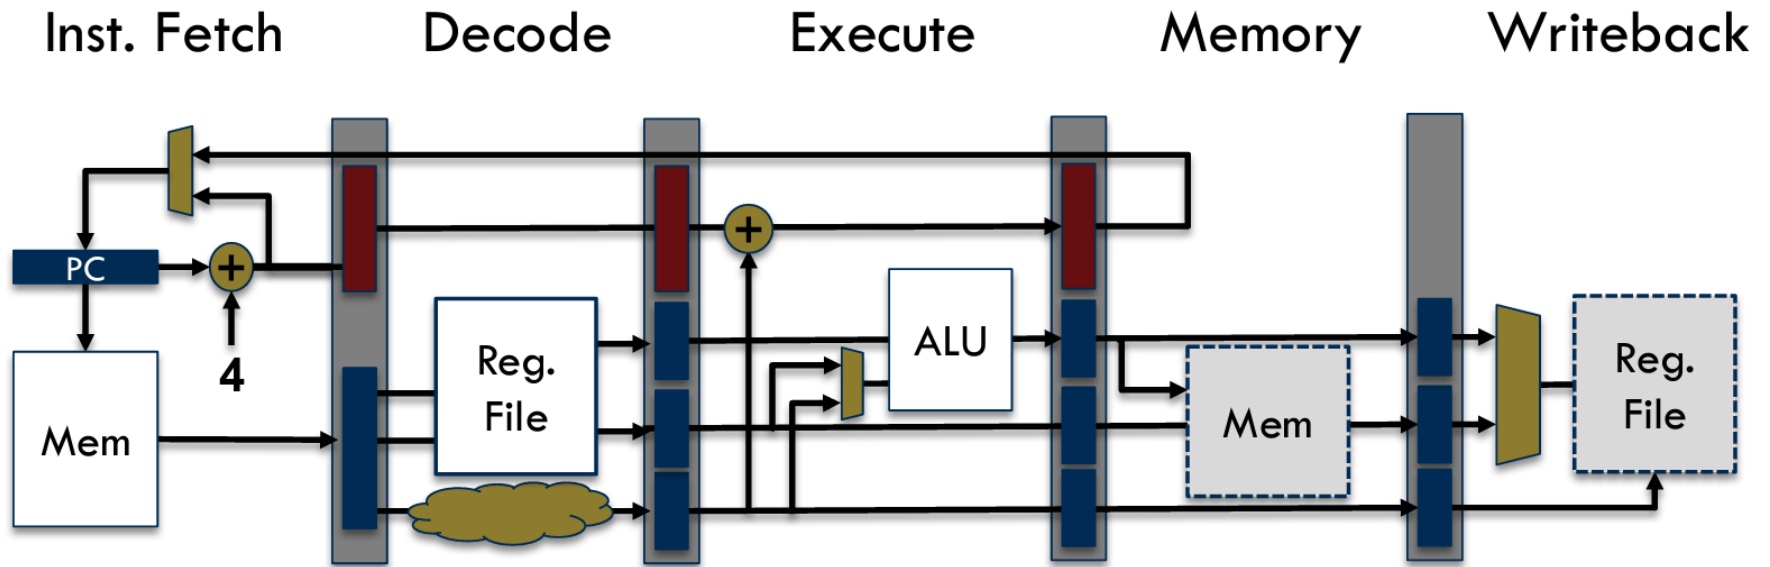 Inst. Fetch
Decode
Execute
Memory
Writeback
PC
+
4
Mem
Reg.
File
+
ALU
Mem
Reg.
File